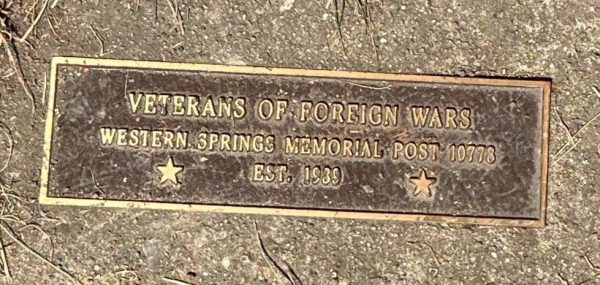 VETERANS OF FOREIGN WARS
WESTERN SPRINGS MEMORIAL POST 10778
EST. 1989